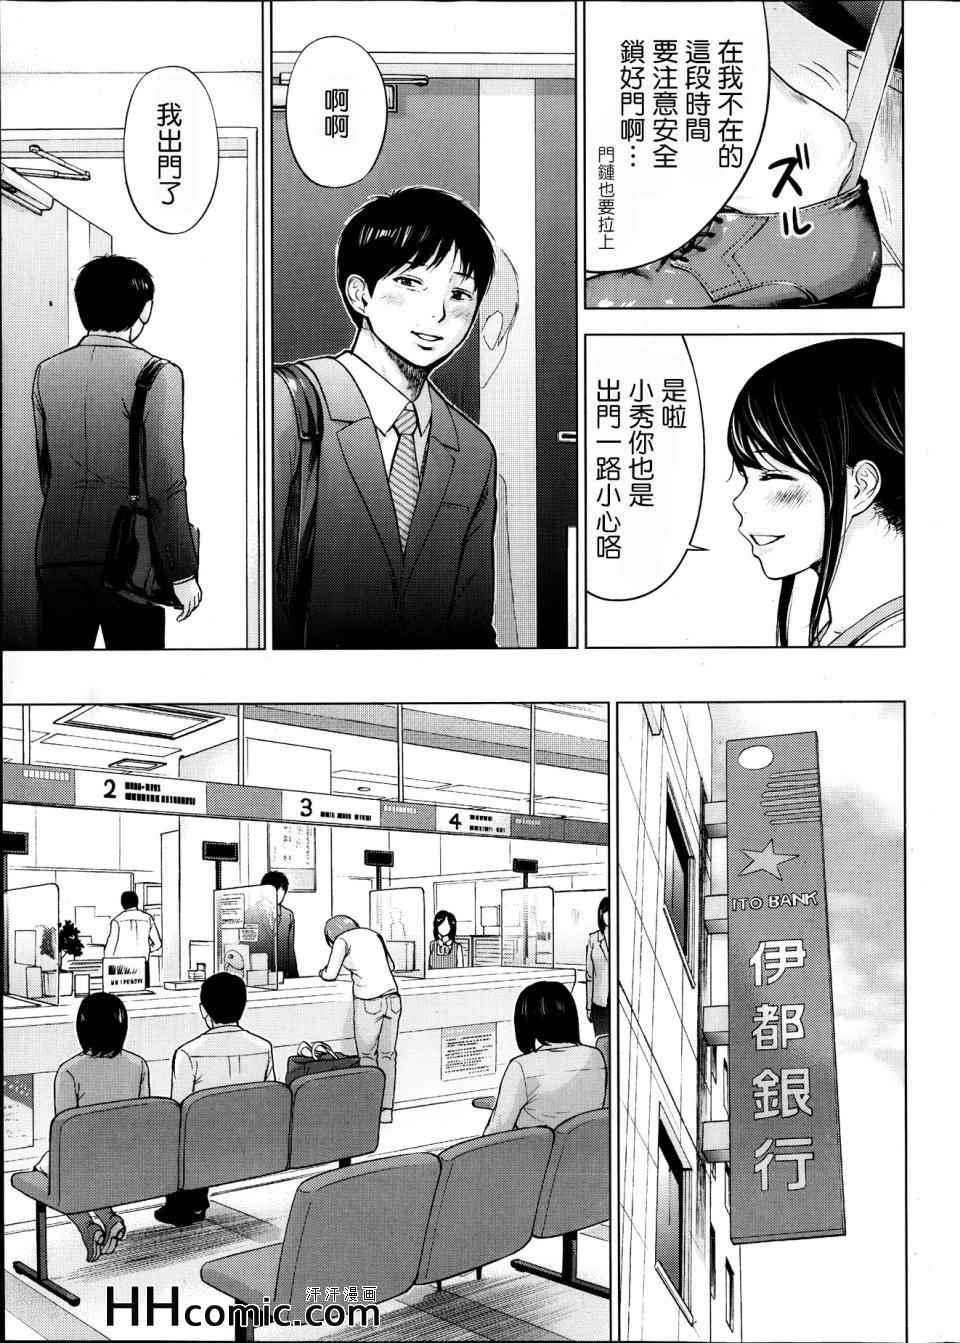 在我不在的
這段時間
要注意安全
鎖好門啊…
門鏈也要拉上
ズル
是啦
小秀你也是
出門一路小心咯
啊啊
我出門了
ITO BANK
伊都銀行
2
3
4
汗汗漫画
HHcomic.com